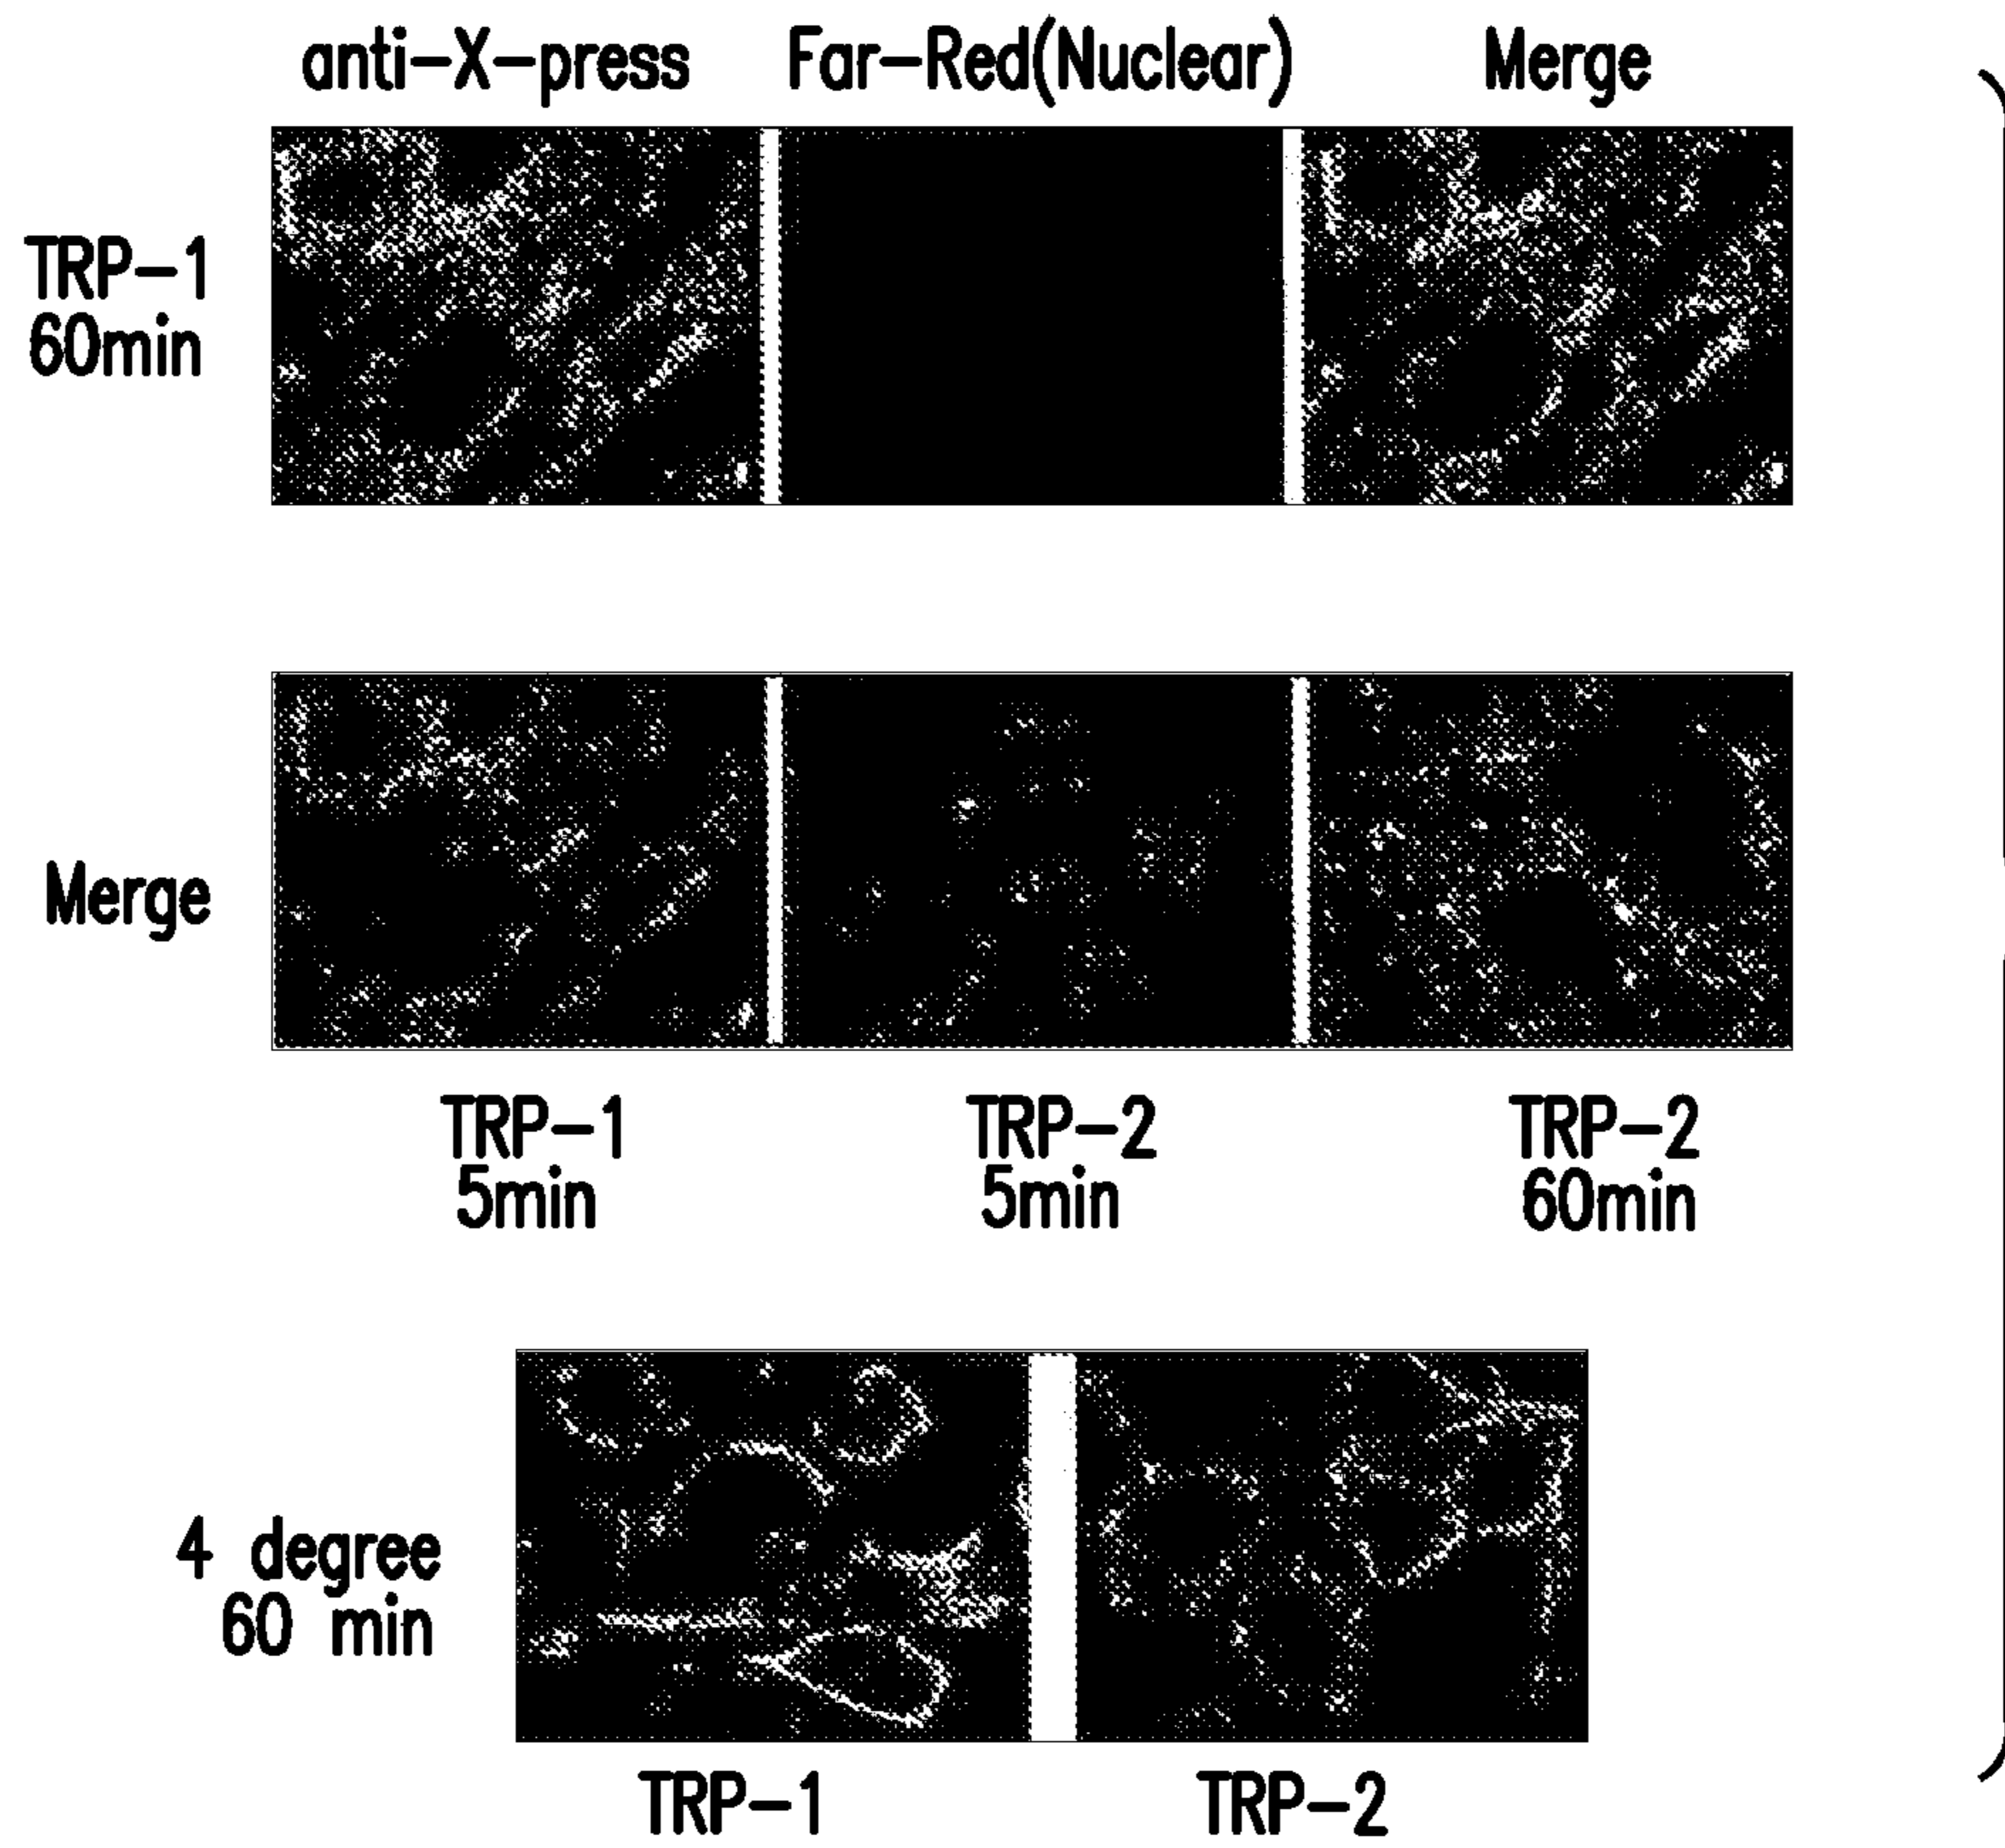 anti-X-press Far-Red(Nuclear) Merge
TRP-1
60min
Merge
TRP-1 TRP-2 TRP-2
5min 5min 60min
4 degree
60 min
TRP-1 TRP-2